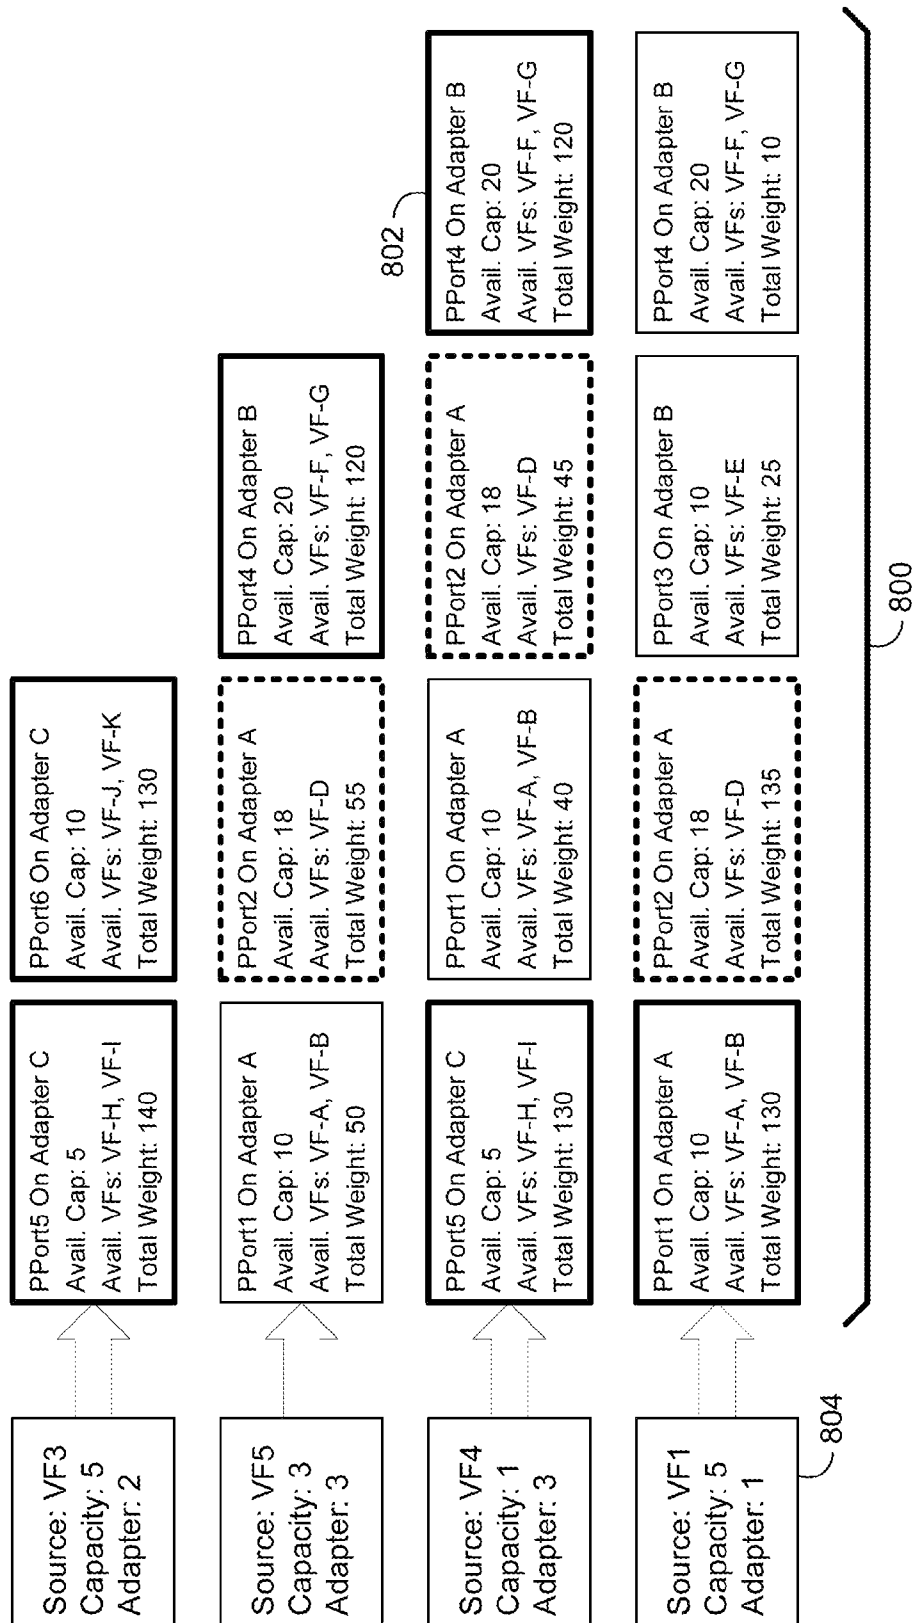 Source: VF3
Capacity: 5
Adapter: 2
PPort5 On Adapter C
Avail. Cap: 5
Avail. VFs: VF-H, VF-I
Total Weight: 140
PPort6 On Adapter C
Avail. Cap: 10
Avail. VFs: VF-J, VF-K
Total Weight: 130
Source: VF5
Capacity: 3
Adapter: 3
PPort1 On Adapter A
Avail. Cap: 10
Avail. VFs: VF-A, VF-B
Total Weight: 50
PPort2 On Adapter A
Avail. Cap: 18
Avail. VFs: VF-D
Total Weight: 55
PPort4 On Adapter B
Avail. Cap: 20
Avail. VFs: VF-F, VF-G
Total Weight: 120
802
Source: VF4
Capacity: 1
Adapter: 3
PPort5 On Adapter C
Avail. Cap: 5
Avail. VFs: VF-H, VF-I
Total Weight: 130
PPort1 On Adapter A
Avail. Cap: 10
Avail. VFs: VF-A, VF-B
Total Weight: 40
PPort2 On Adapter A
Avail. Cap: 18
Avail. VFs: VF-D
Total Weight: 45
PPort4 On Adapter B
Avail. Cap: 20
Avail. VFs: VF-F, VF-G
Total Weight: 120
Source: VF1
Capacity: 5
Adapter: 1
PPort1 On Adapter A
Avail. Cap: 10
Avail. VFs: VF-A, VF-B
Total Weight: 130
PPort2 On Adapter A
Avail. Cap: 18
Avail. VFs: VF-D
Total Weight: 135
PPort3 On Adapter B
Avail. Cap: 10
Avail. VFs: VF-E
Total Weight: 25
PPort4 On Adapter B
Avail. Cap: 20
Avail. VFs: VF-F, VF-G
Total Weight: 10
804
800